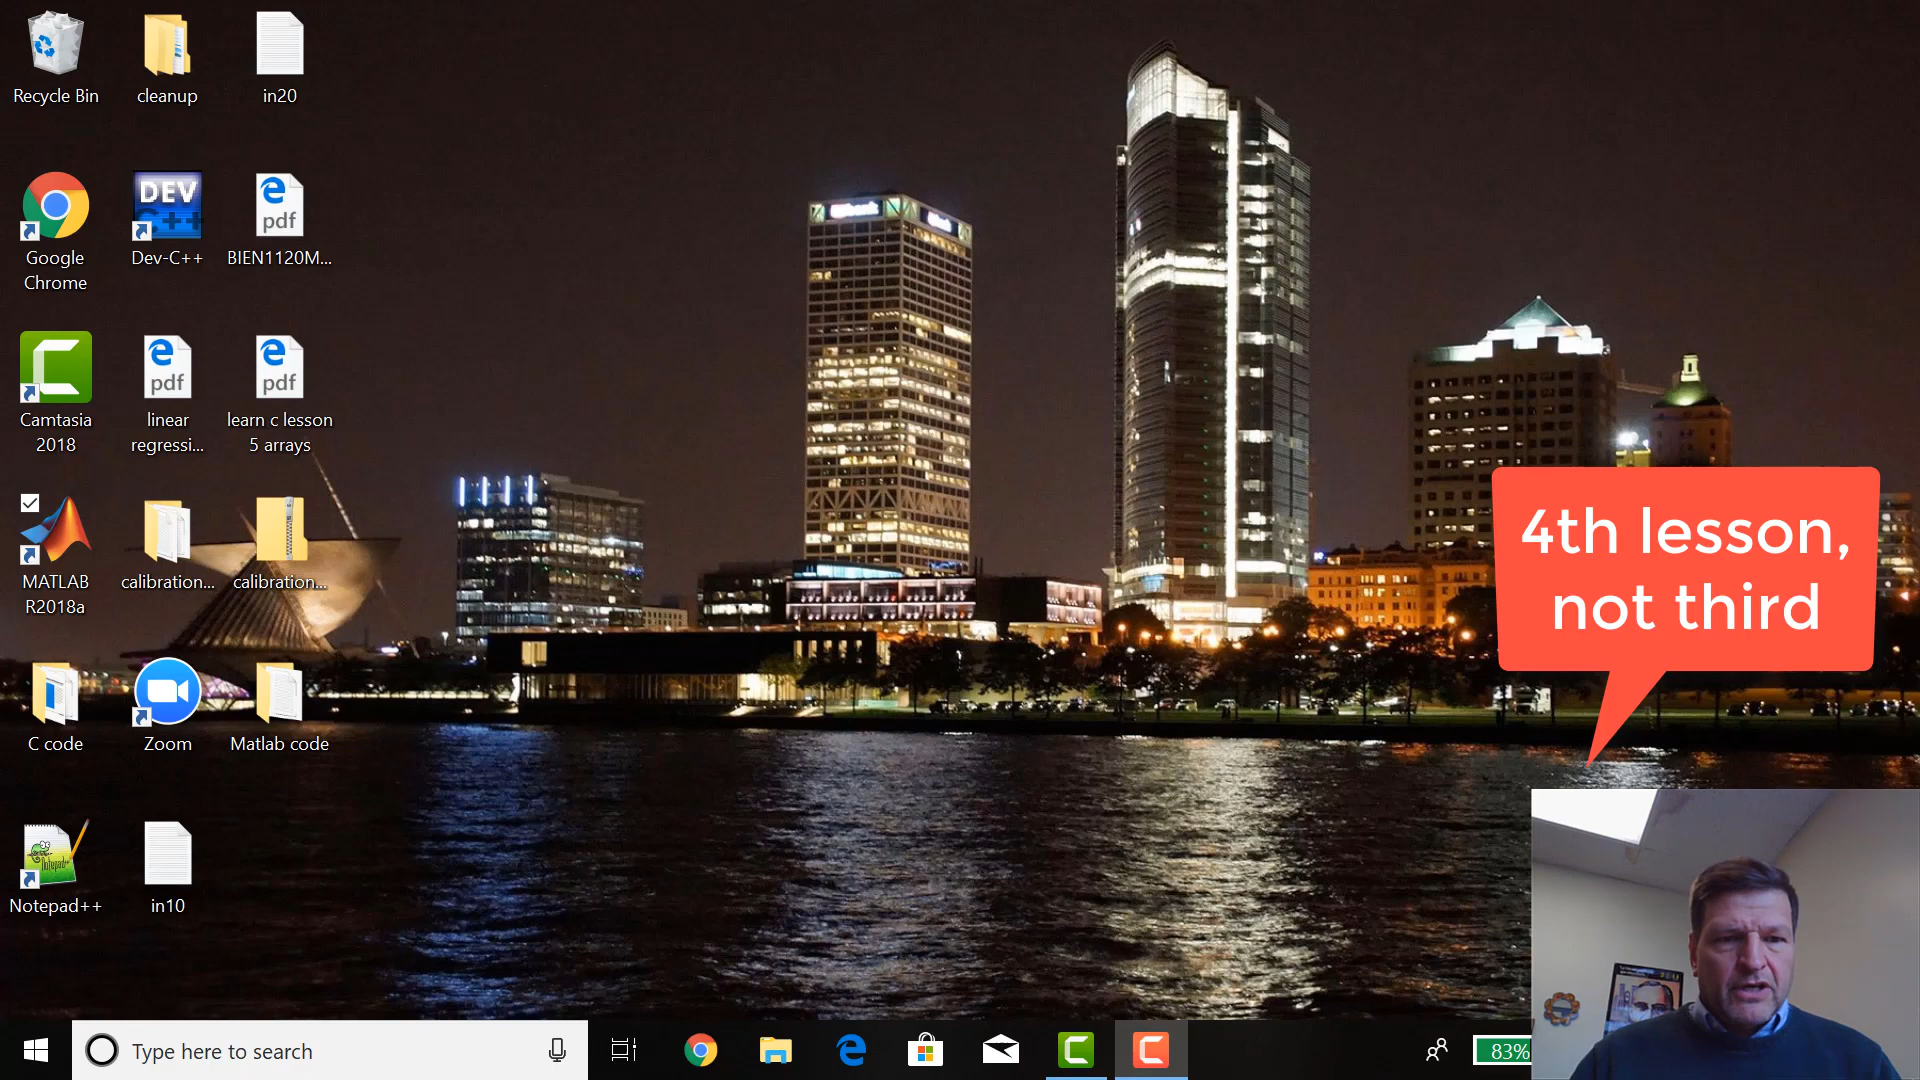 Recycle Bin
cleanup
in20
DEV
C++
pdf
Google
Chrome
Dev-C++
BIEN1120M...
pdf
pdf
Camtasia
2018
linear
regressi...
learn c lesson
5 arrays
4th lesson,
not third
MATLAB
R2018a
calibration...
calibration...
C code
Zoom
Matlab code
Notepad++
in10
Type here to search
83%